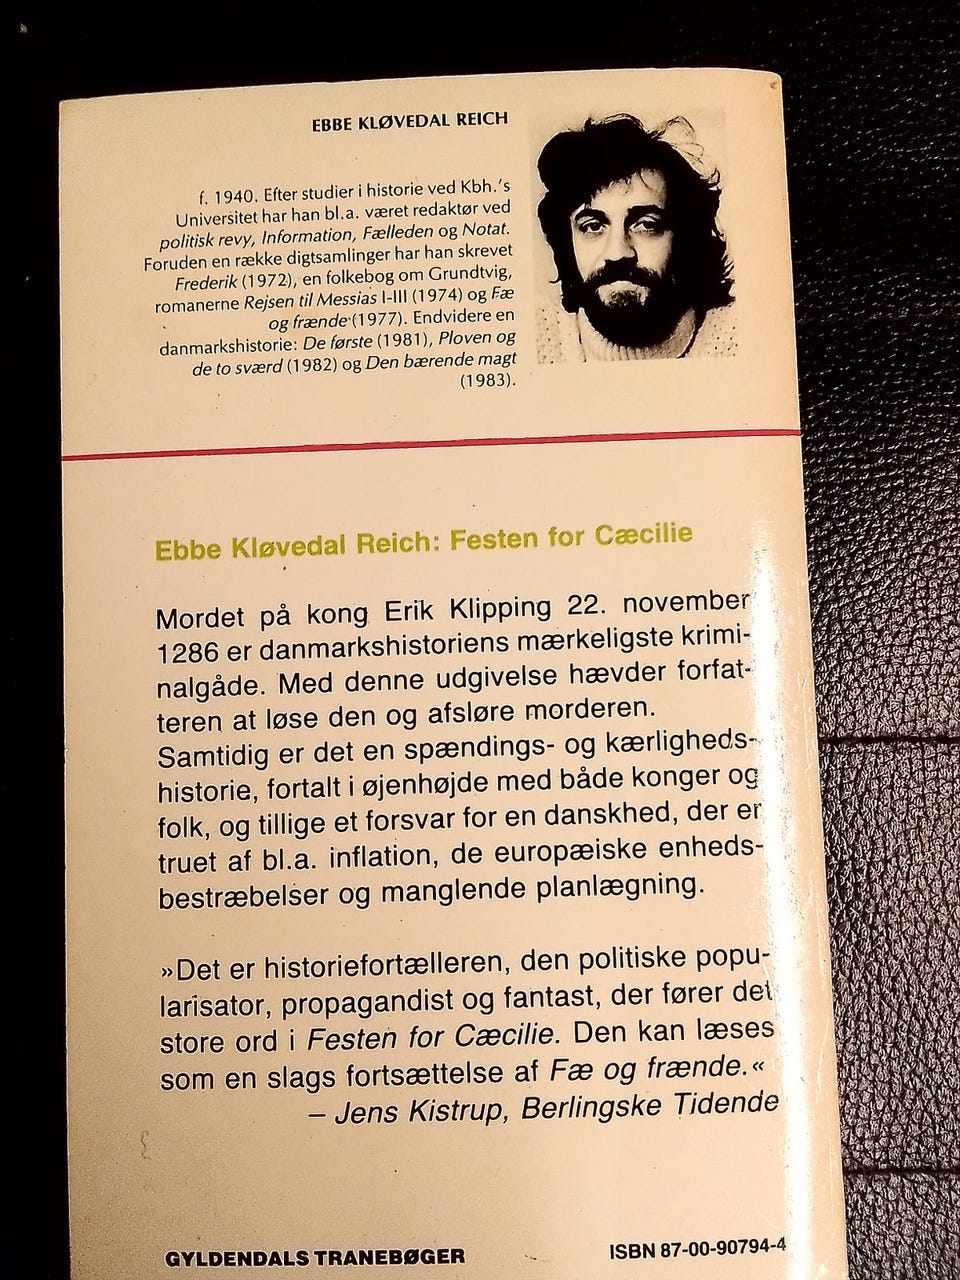 EBBE KLØVEDAL REICH
f. 1940. Efter studier i historie ved Kbh.'s
Universitet har han bl.a. været redaktør ved
politisk revy, Information, Fælleden og Notat.
Foruden en række digtsamlinger har han skrevet
Frederik (1972), en folkebog om Grundtvig,
romanerne Rejsen til Messias I-III (1974) og Fæ
og frænde (1977). Endvidere en
danmarkshistorie: De første (1981), Ploven og
de to sværd (1982) og Den bærende magt
(1983).
Ebbe Kløvedal Reich: Festen for Cæcilie
Mordet på kong Erik Klipping 22. november
1286 er danmarkshistoriens mærkeligste krimi-
nalgåde. Med denne udgivelse hævder forfat-
teren at løse den og afsløre morderen.
Samtidig er det en spændings- og kærligheds-
historie, fortalt i øjenhøjde med både konger og
folk, og tillige et forsvar for en danskhed, der er
truet af bl.a. inflation, de europæiske enheds-
bestræbelser og manglende planlægning.
»Det er historiefortælleren, den politiske popu-
larisator, propagandist og fantast, der fører det
store ord i Festen for Cæcilie. Den kan læses
som en slags fortsættelse af Fæ og frænde.«
– Jens Kistrup, Berlingske Tidende
GYLDENDALS TRANEBØGER
ISBN 87-00-90794-4